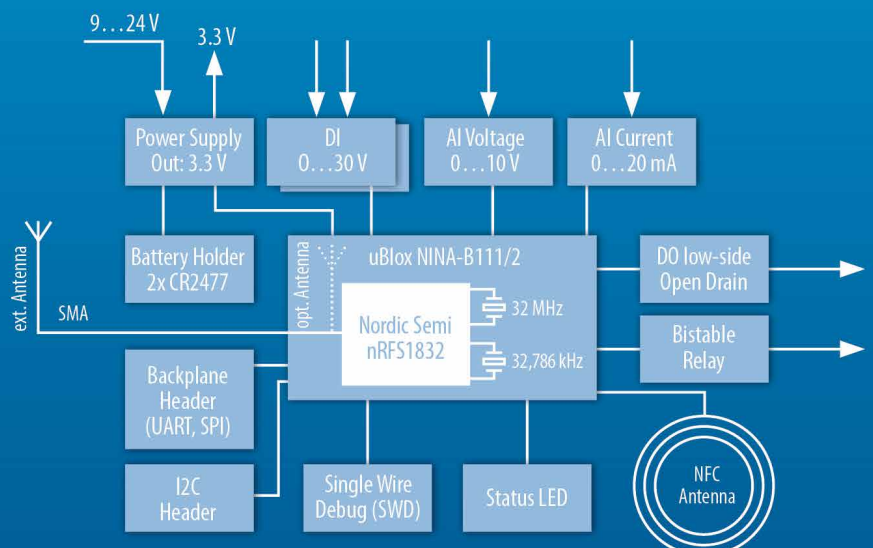 9...24 V
3.3 V
Power Supply
Out: 3.3 V
DI
0...30 V
AI Voltage
0...10 V
AI Current
0...20 mA
ext. Antenna
SMA
Battery Holder
2x CR2477
opt. Antenna
uBlox NINA-B111/2
Nordic Semi
nRFS1832
32 MHz
32,786 kHz
DO low-side
Open Drain
Bistable
Relay
Backplane
Header
(UART, SPI)
I2C
Header
Single Wire
Debug (SWD)
Status LED
NFC
Antenna